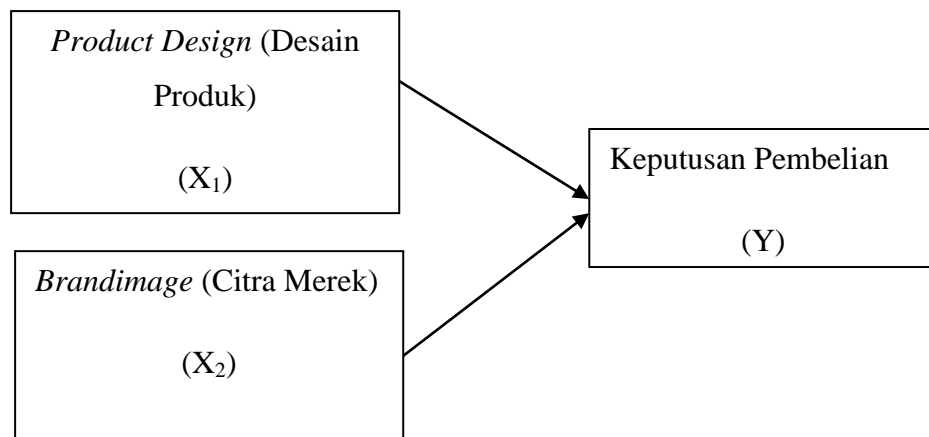 Product Design (Desain
Produk)
(X₁)
Keputusan Pembelian
(Y)
Brandimage (Citra Merek)
(X₂)